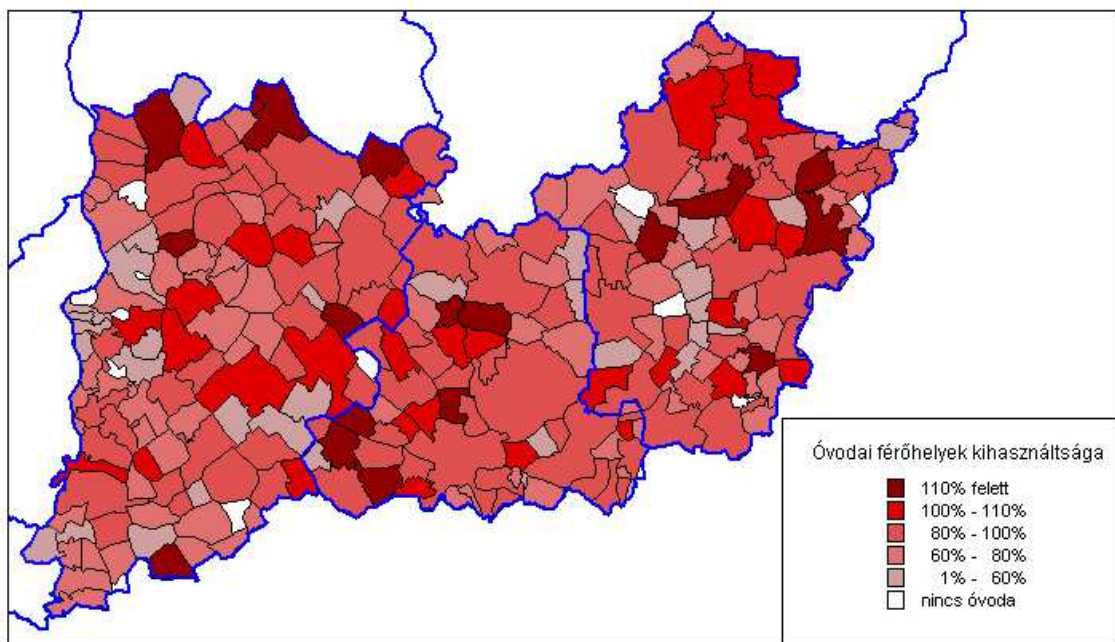 Óvodai férőhelyek kihasználtsága
110% felett
100% - 110%
80% - 100%
60% - 80%
1% - 60%
nincs óvoda